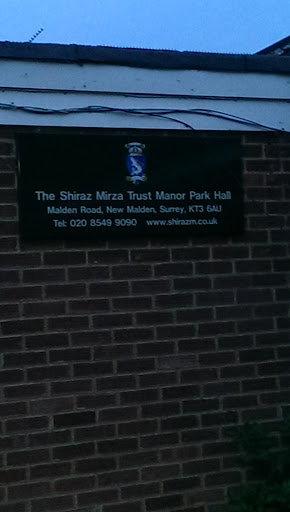 The Shiraz Mirza Trust Manor Park Hall
Malden Road, New Malden, Surrey, KT3 6AU
Tel: 020 8549 9090 www.shirazm.co.uk